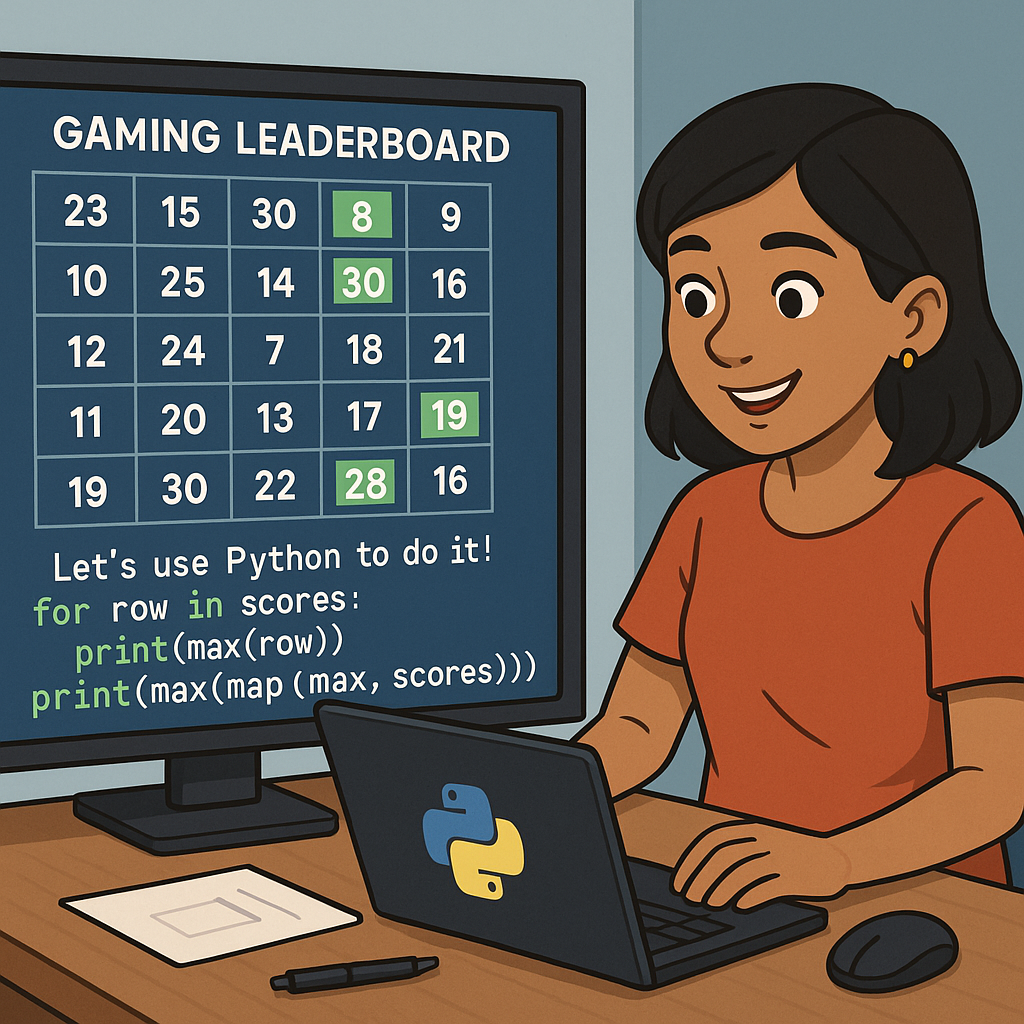 GAMING LEADERBOARD
23 15 30 8 9
10 25 14 30 16
12 24 7 18 21
11 20 13 17 19
19 30 22 28 16
Let's use Python to do it!
for row in scores:
print(max(row))
print(max(map(max, scores)))